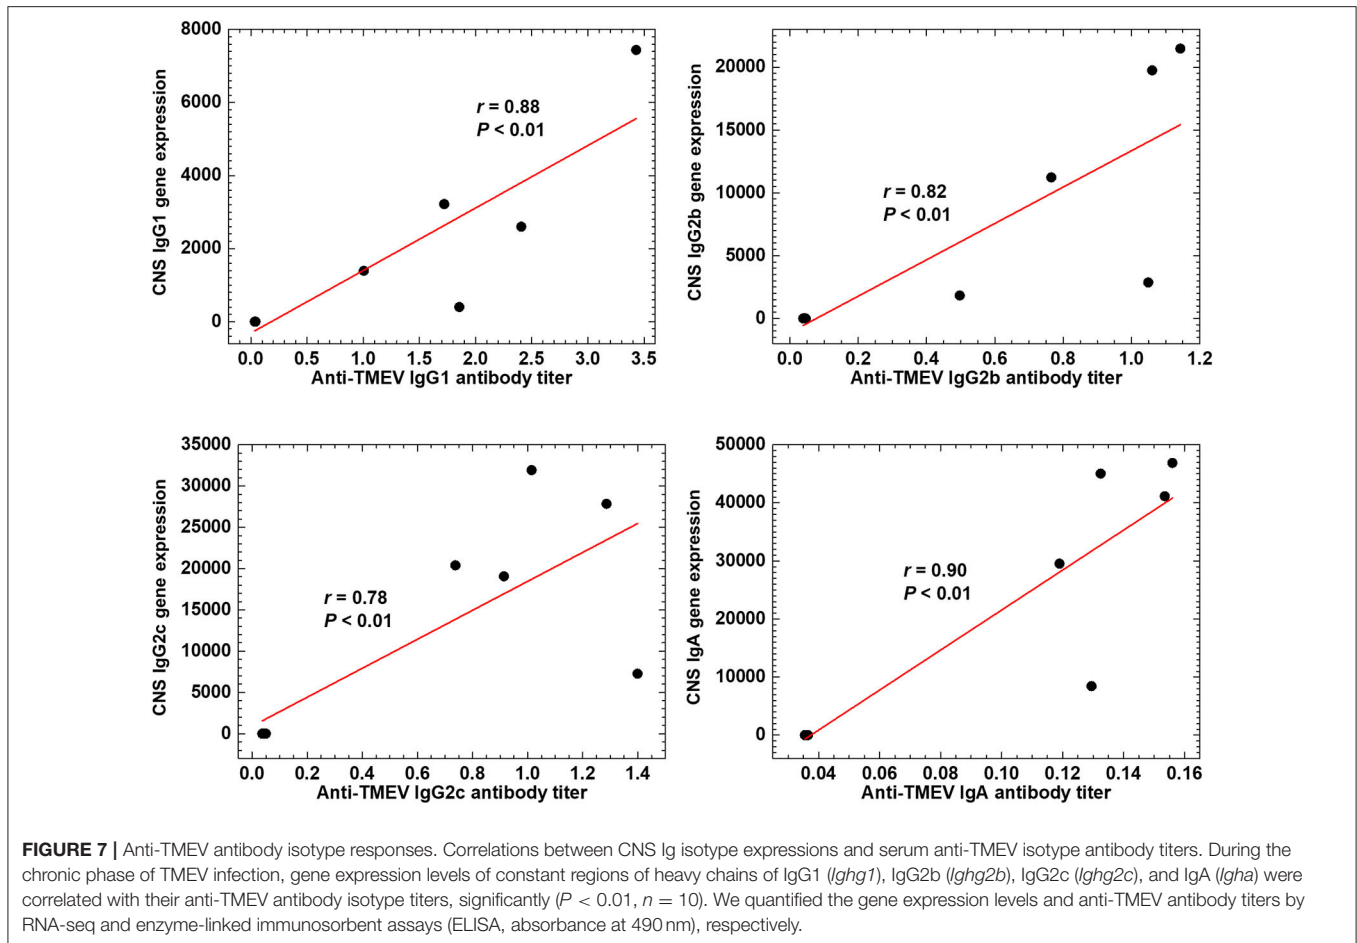 8000
6000
4000
2000
0
CNS IgG1 gene expression
r = 0.88
P < 0.01
0.0 0.5 1.0 1.5 2.0 2.5 3.0 3.5
Anti-TMEV IgG1 antibody titer
20000
15000
10000
5000
0
CNS IgG2b gene expression
r = 0.82
P < 0.01
0.0 0.2 0.4 0.6 0.8 1.0 1.2
Anti-TMEV IgG2b antibody titer
35000
30000
25000
20000
15000
10000
5000
0
CNS IgG2c gene expression
r = 0.78
P < 0.01
0.0 0.2 0.4 0.6 0.8 1.0 1.2 1.4
Anti-TMEV IgG2c antibody titer
50000
40000
30000
20000
10000
0
CNS IgA gene expression
r = 0.90
P < 0.01
0.04 0.06 0.08 0.10 0.12 0.14 0.16
Anti-TMEV IgA antibody titer
FIGURE 7 | Anti-TMEV antibody isotype responses. Correlations between CNS Ig isotype expressions and serum anti-TMEV isotype antibody titers. During the
chronic phase of TMEV infection, gene expression levels of constant regions of heavy chains of IgG1 (Ighg1), IgG2b (Ighg2b), IgG2c (Ighg2c), and IgA (Igha) were
correlated with their anti-TMEV antibody isotype titers, significantly (P < 0.01, n = 10). We quantified the gene expression levels and anti-TMEV antibody titers by
RNA-seq and enzyme-linked immunosorbent assays (ELISA, absorbance at 490 nm), respectively.